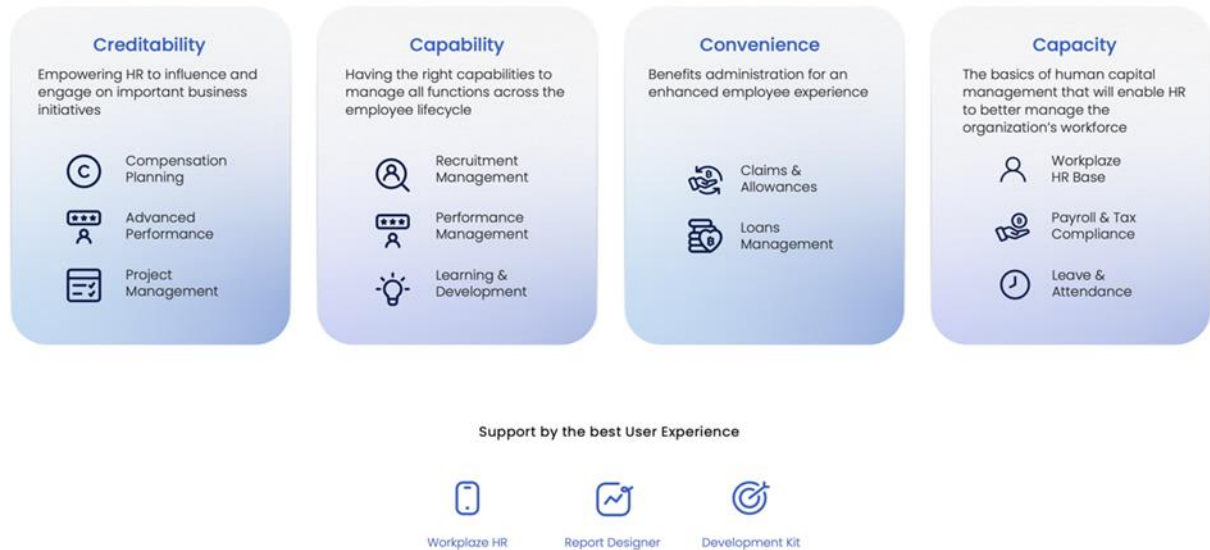 Creditability
Empowering HR to influence and
engage on important business
initiatives
Compensation
Planning
Advanced
Performance
Project
Management
Capability
Having the right capabilities to
manage all functions across the
employee lifecycle
Recruitment
Management
Performance
Management
Learning &
Development
Convenience
Benefits administration for an
enhanced employee experience
Claims &
Allowances
Loans
Management
Capacity
The basics of human capital
management that will enable HR
to better manage the
organization's workforce
Workplaze
HR Base
Payroll & Tax
Compliance
Leave &
Attendance
Support by the best User Experience
Workplaze HR
Report Designer
Development Kit